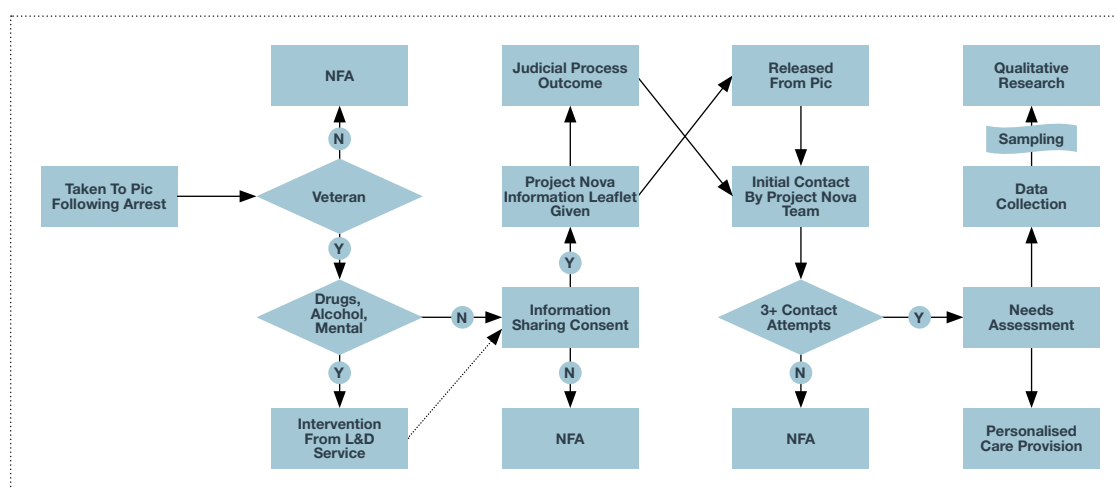 Taken To Pic
Following Arrest
NFA
N
Veteran
Y
Drugs,
Alcohol,
Mental
N
Y
Intervention
From L&D
Service
Judicial Process
Outcome
Project Nova
Information Leaflet
Given
Y
Information
Sharing Consent
N
NFA
Released
From Pic
Initial Contact
By Project Nova
Team
3+ Contact
Attempts
Y
N
NFA
Qualitative
Research
Sampling
Data
Collection
Needs
Assessment
Personalised
Care Provision